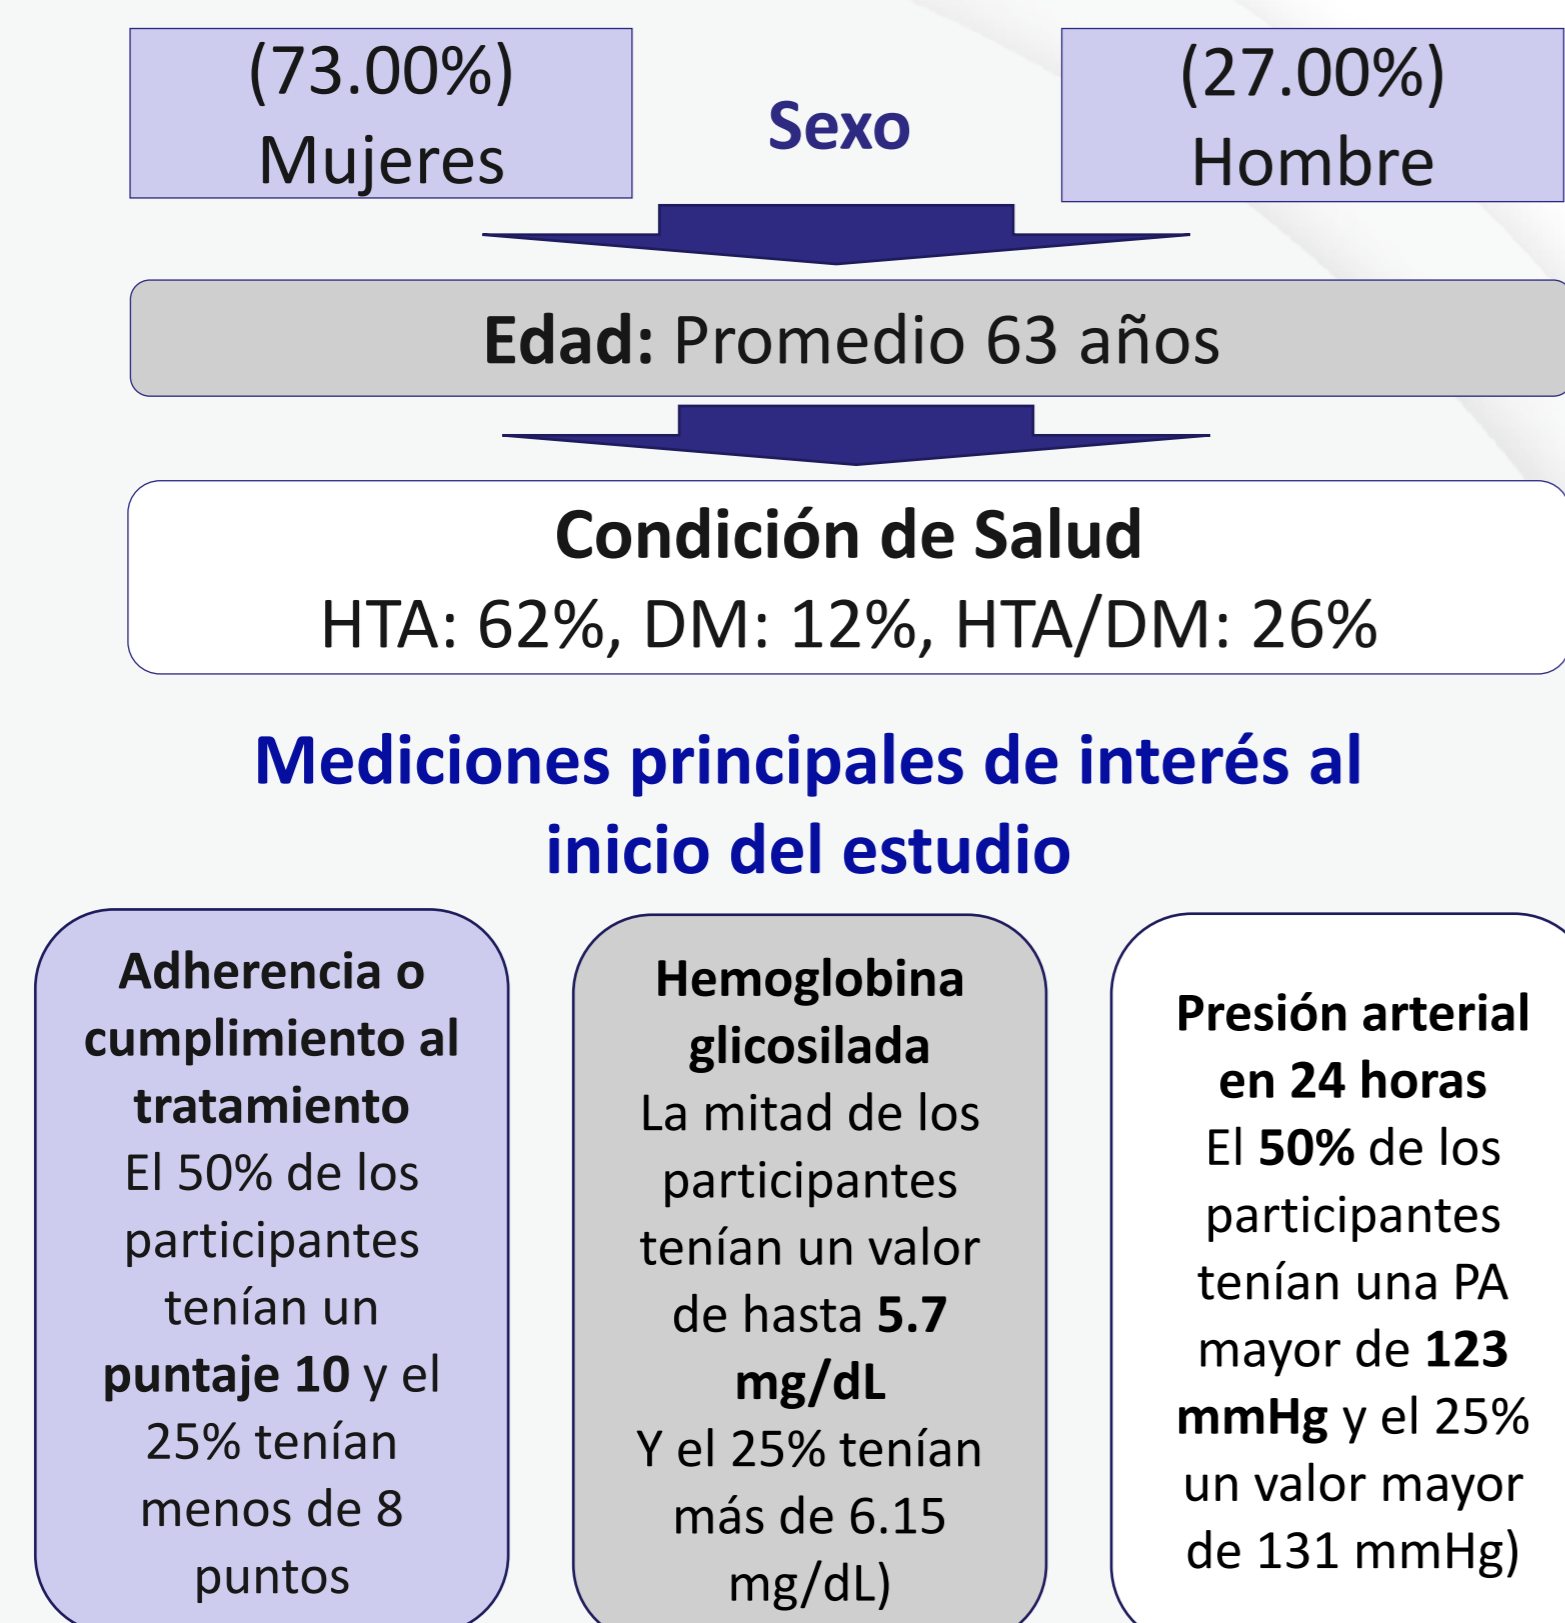 (73.00%)
Mujeres
Sexo
(27.00%)
Hombre
Edad: Promedio 63 años
Condición de Salud
HTA: 62%, DM: 12%, HTA/DM: 26%
Mediciones principales de interés al
inicio del estudio
Adherencia o
cumplimiento al
tratamiento
El 50% de los
participantes
tenían un
puntaje 10 y el
25% tenían
menos de 8
puntos
Hemoglobina
glicosilada
La mitad de los
participantes
tenían un valor
de hasta 5.7
mg/dL
Y el 25% tenían
más de 6.15
mg/dL)
Presión arterial
en 24 horas
El 50% de los
participantes
tenían una PA
mayor de 123
mmHg y el 25%
un valor mayor
de 131 mmHg)